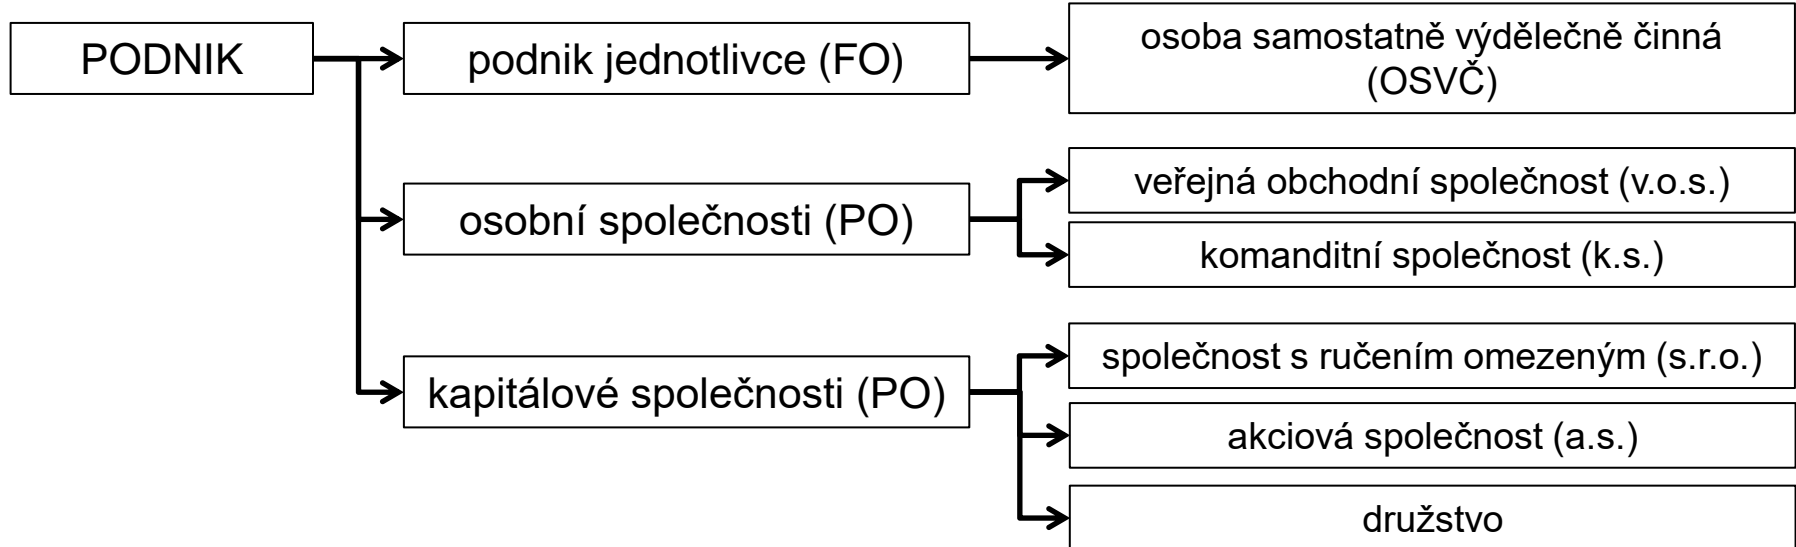 PODNIK
podnik jednotlivce (FO)
osoba samostatně výdělečně činná
(OSVČ)
osobní společnosti (PO)
veřejná obchodní společnost (v.o.s.)
komanditní společnost (k.s.)
kapitálové společnosti (PO)
společnost s ručením omezeným (s.r.o.)
akciová společnost (a.s.)
družstvo